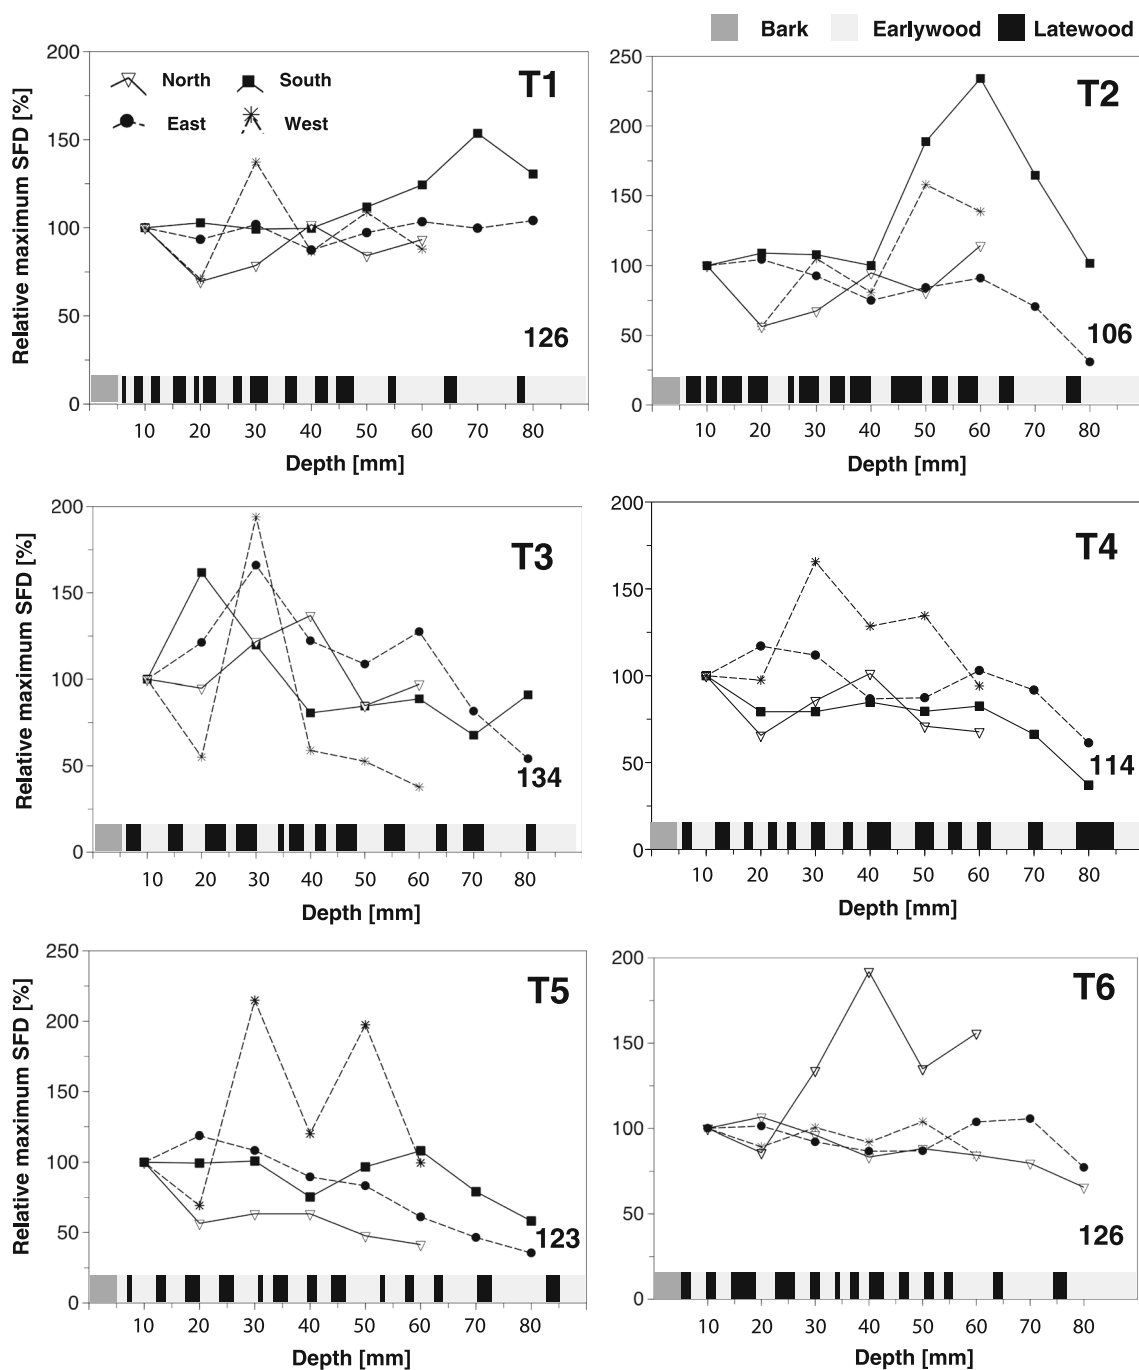 Bark Earlywood Latewood
Relative maximum SFD [%]
200
150
100
50
0
North South
East West
T1
126
10 20 30 40 50 60 70 80
Depth [mm]
250
200
150
100
50
0
T2
106
10 20 30 40 50 60 70 80
Depth [mm]
Relative maximum SFD [%]
200
150
100
50
0
T3
134
10 20 30 40 50 60 70 80
Depth [mm]
200
150
100
50
0
T4
114
10 20 30 40 50 60 70 80
Depth [mm]
Relative maximum SFD [%]
250
200
150
100
50
0
T5
123
10 20 30 40 50 60 70 80
Depth [mm]
200
150
100
50
0
T6
126
10 20 30 40 50 60 70 80
Depth [mm]